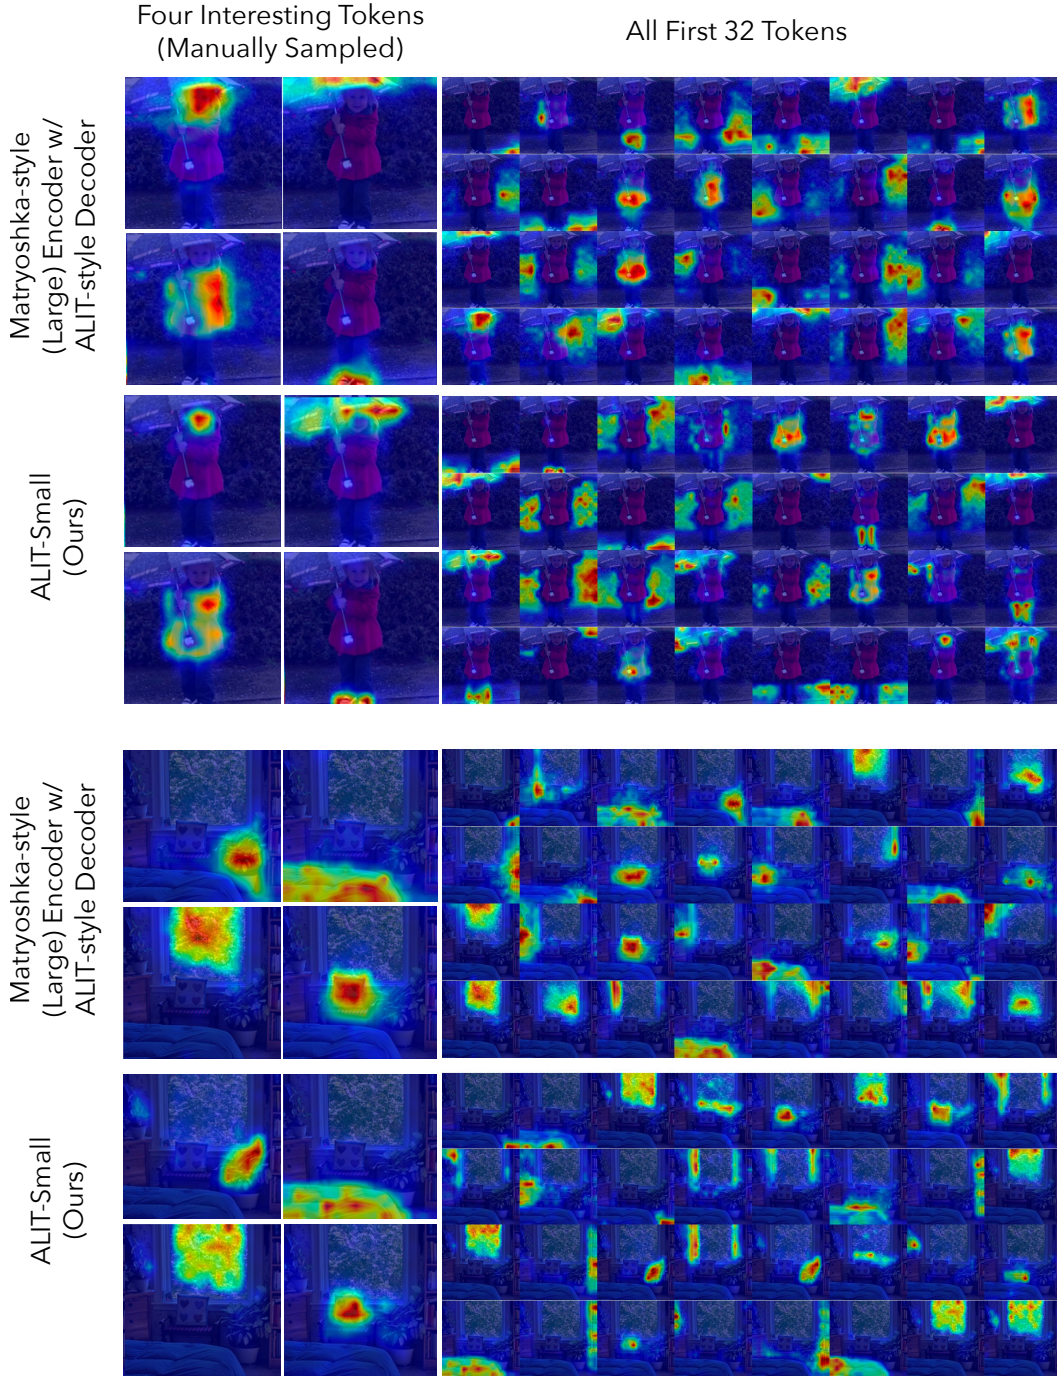 Four Interesting Tokens
(Manually Sampled)
All First 32 Tokens
Matryoshka-style
(Large) Encoder w/
ALIT-style Decoder
ALIT-Small
(Ours)
Matryoshka-style
(Large) Encoder w/
ALIT-style Decoder
ALIT-Small
(Ours)